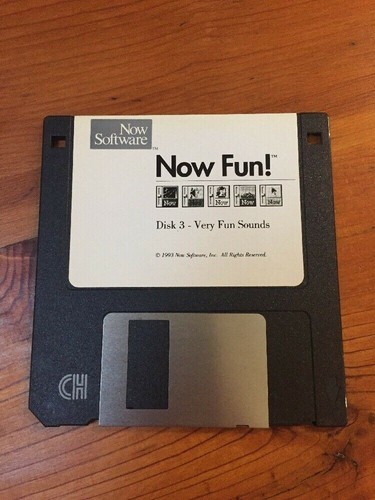 Now
Software™
Now Fun!™
Now Now Now Now Now
Disk 3 - Very Fun Sounds
© 1993 Now Software, Inc. All Rights Reserved.
CH